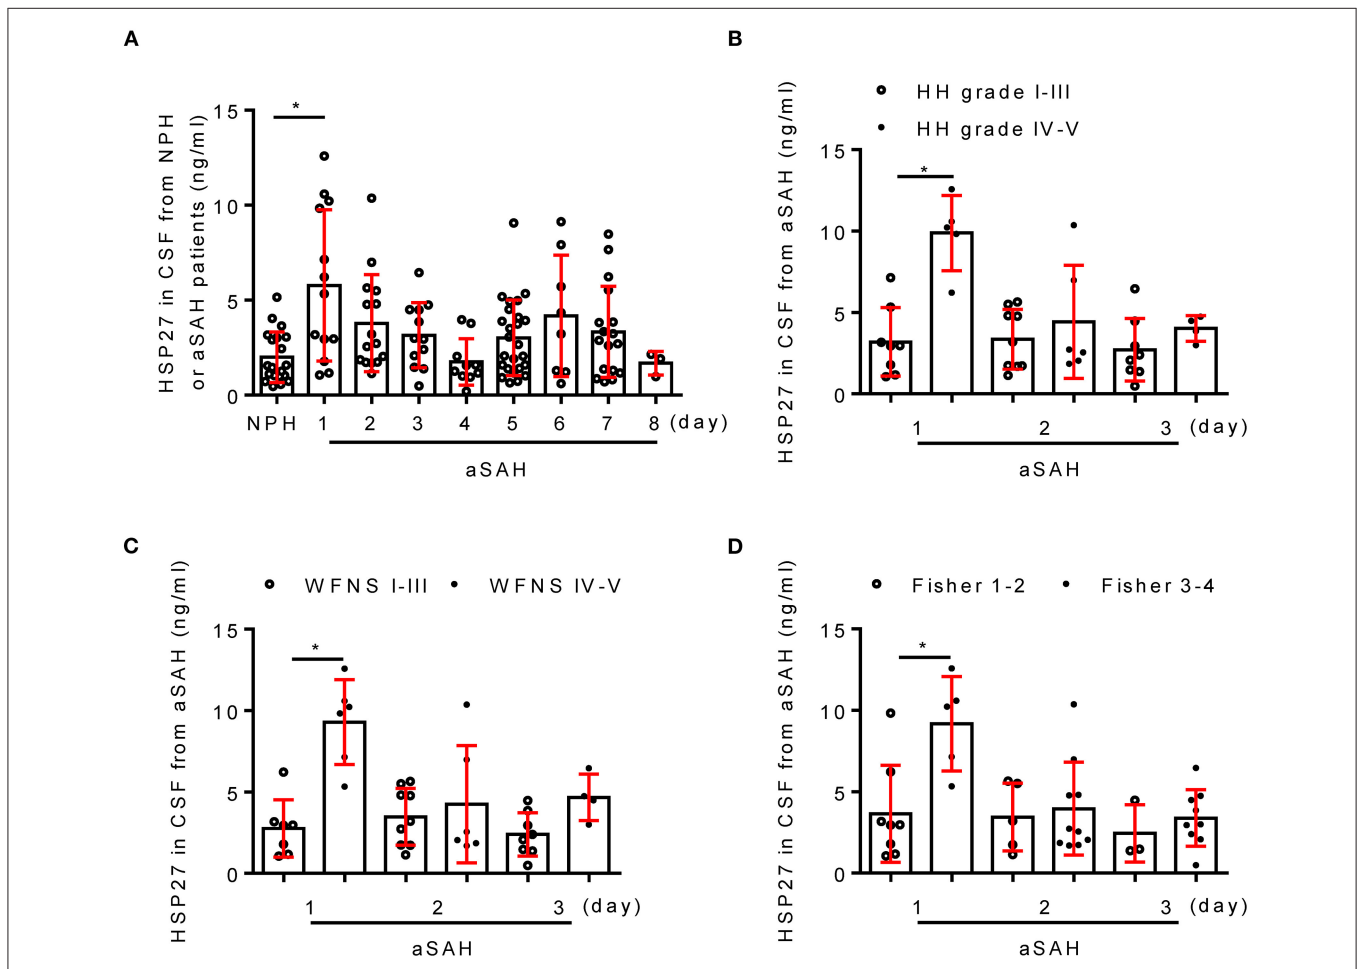 A
HSP27 in CSF from NPH
or aSAH patients (ng/ml)
15
10
5
0
*
NPH 1 2 3 4 5 6 7 8 (day)
aSAH
B
HSP27 in CSF from aSAH (ng/ml)
HH grade I-III
HH grade IV-V
15
10
5
0
*
1 2 3 (day)
aSAH
C
HSP27 in CSF from aSAH (ng/ml)
WFNS I-III WFNS IV-V
15
10
5
0
*
1 2 3 (day)
aSAH
D
HSP27 in CSF from aSAH (ng/ml)
Fisher 1-2 Fisher 3-4
15
10
5
0
*
1 2 3 (day)
aSAH